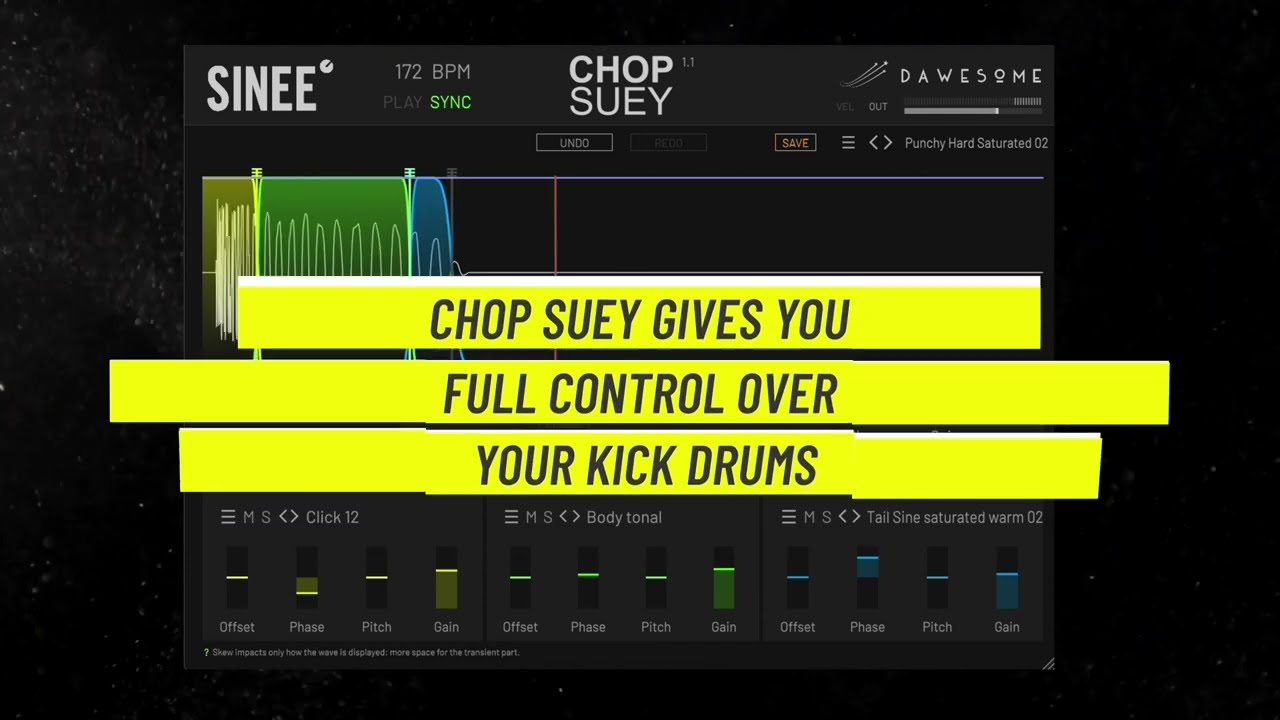 SINEE
172 BPM
PLAY SYNC
CHOP 1.1
SUEY
DAWESOME
VEL OUT
UNDO
REDO
SAVE
Punchy Hard Saturated 02
CHOP SUEY GIVES YOU
FULL CONTROL OVER
YOUR KICK DRUMS
M S Click 12
M S Body tonal
M S Tail Sine saturated warm 02
Offset Phase Pitch Gain
Offset Phase Pitch Gain
Offset Phase Pitch Gain
? Skew impacts only how the wave is displayed: more space for the transient part.